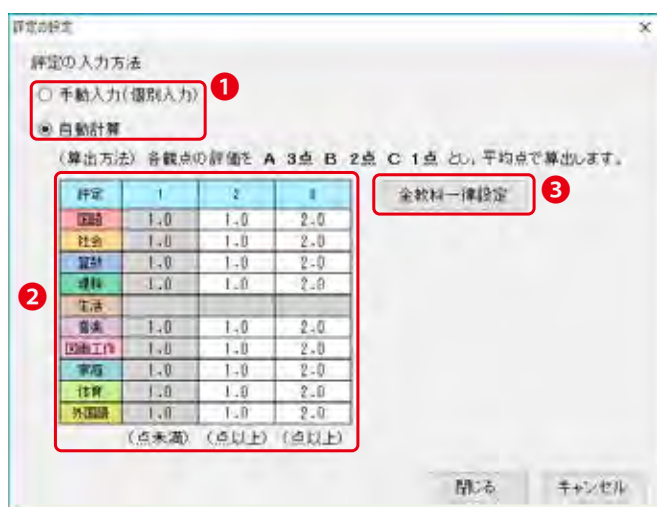 評定の設定 ×
評定の入力方法
手動入力(個別入力) 1
自動計算
(算出方法) 各観点の評価を A 3点 B 2点 C 1点 とし、平均点で算出します。
評定 1 2 3 全教科一律設定 3
国語 1.0 1.0 2.0
社会 1.0 1.0 2.0
算数 1.0 1.0 2.0
理科 1.0 1.0 2.0
2 生活
音楽 1.0 1.0 2.0
図画工作 1.0 1.0 2.0
家庭 1.0 1.0 2.0
体育 1.0 1.0 2.0
外国語 1.0 1.0 2.0
(点未満) (点以上) (点以上)
閉じる キャンセル